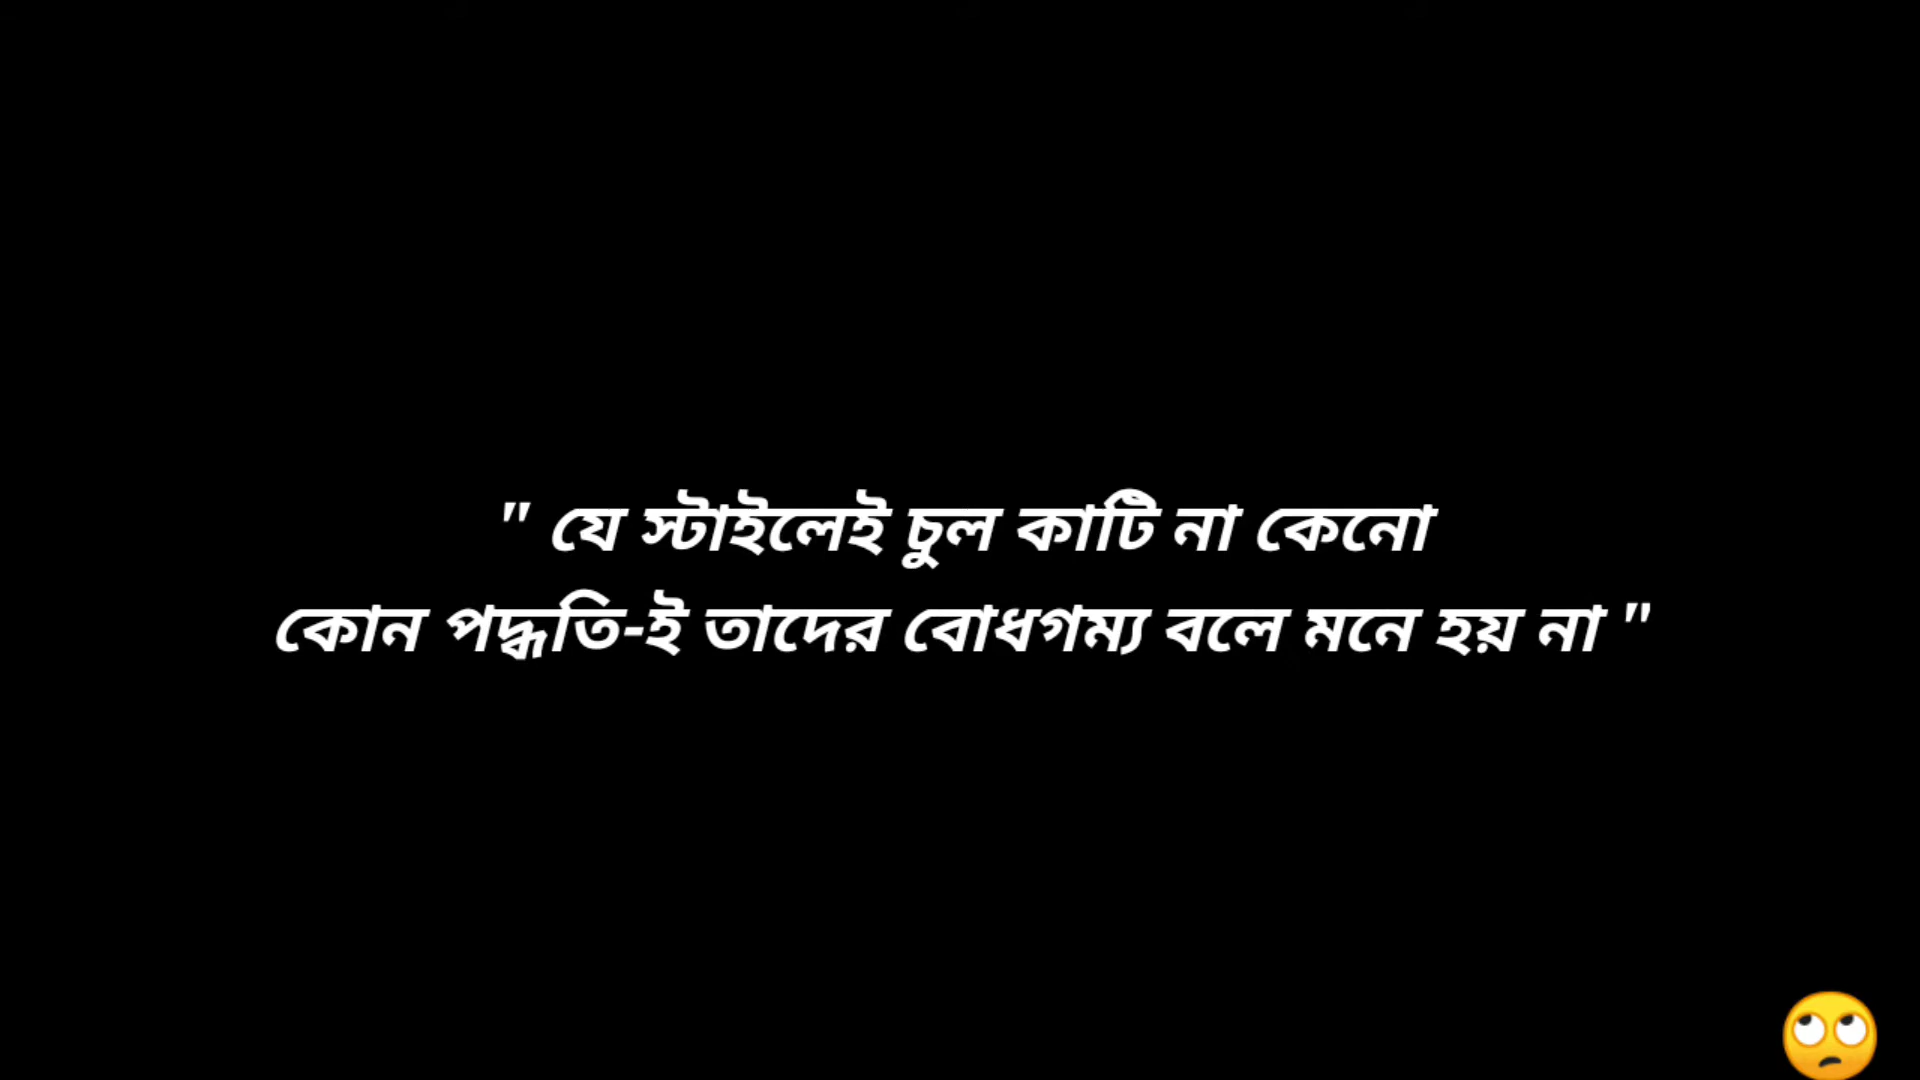 " যে স্টাইলেই চুল কাটি না কেনো
কোন পদ্ধতি-ই তাদের বোধগম্য বলে মনে হয় না "